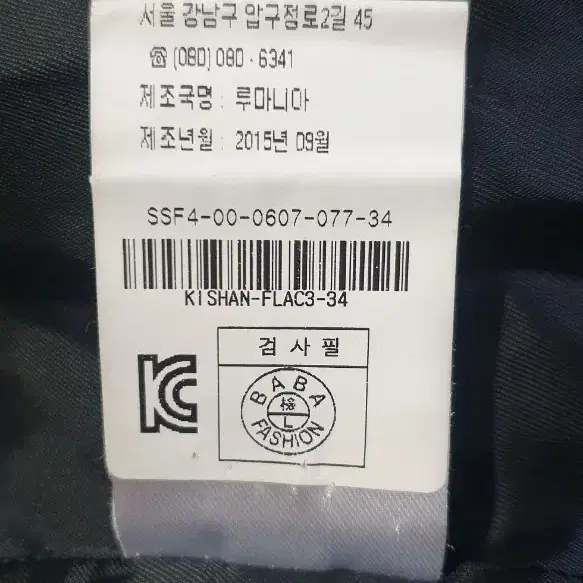 서울 강남구 압구정로2길 45
☎ (080) 080 - 6341
제조국명 : 루마니아
제조년월 : 2015년 09월
SSF4-00-0607-077-34
KISHAN-FLAC3-34
검 사 필
BABA
檢
L
FASHION
KC